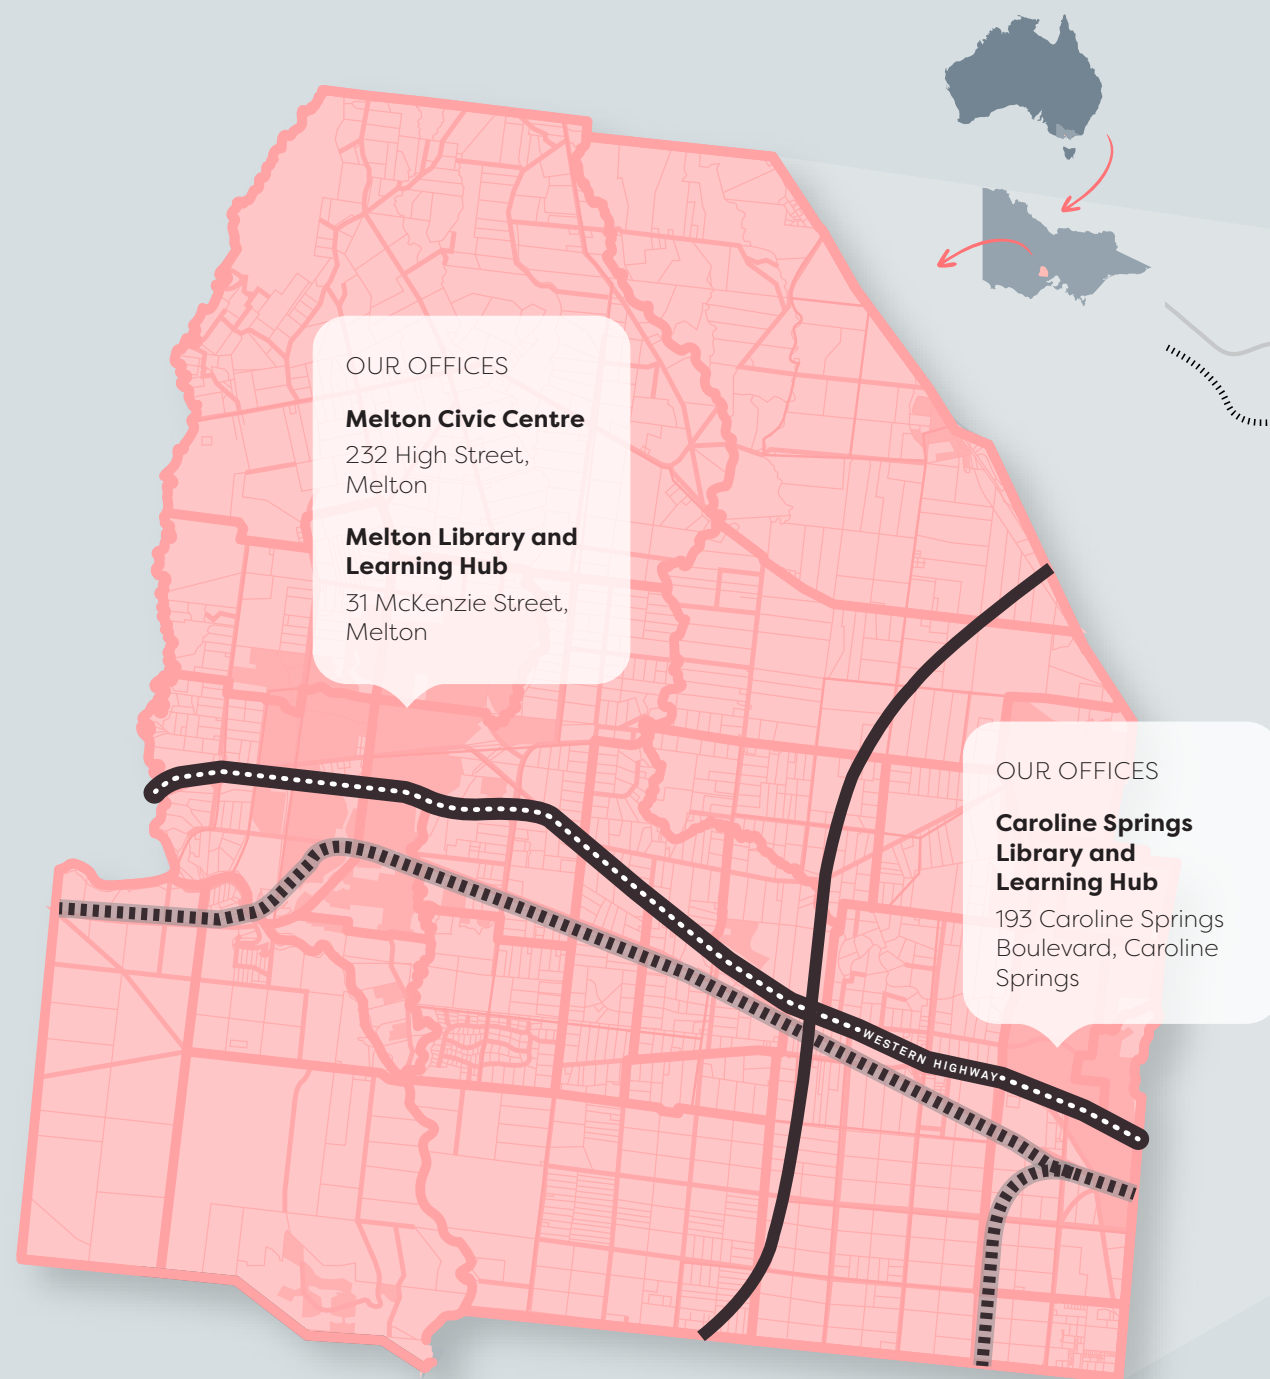 OUR OFFICES
Melton Civic Centre
232 High Street,
Melton
Melton Library and
Learning Hub
31 McKenzie Street,
Melton
OUR OFFICES
Caroline Springs
Library and
Learning Hub
193 Caroline Springs
Boulevard, Caroline
Springs
WESTERN HIGHWAY